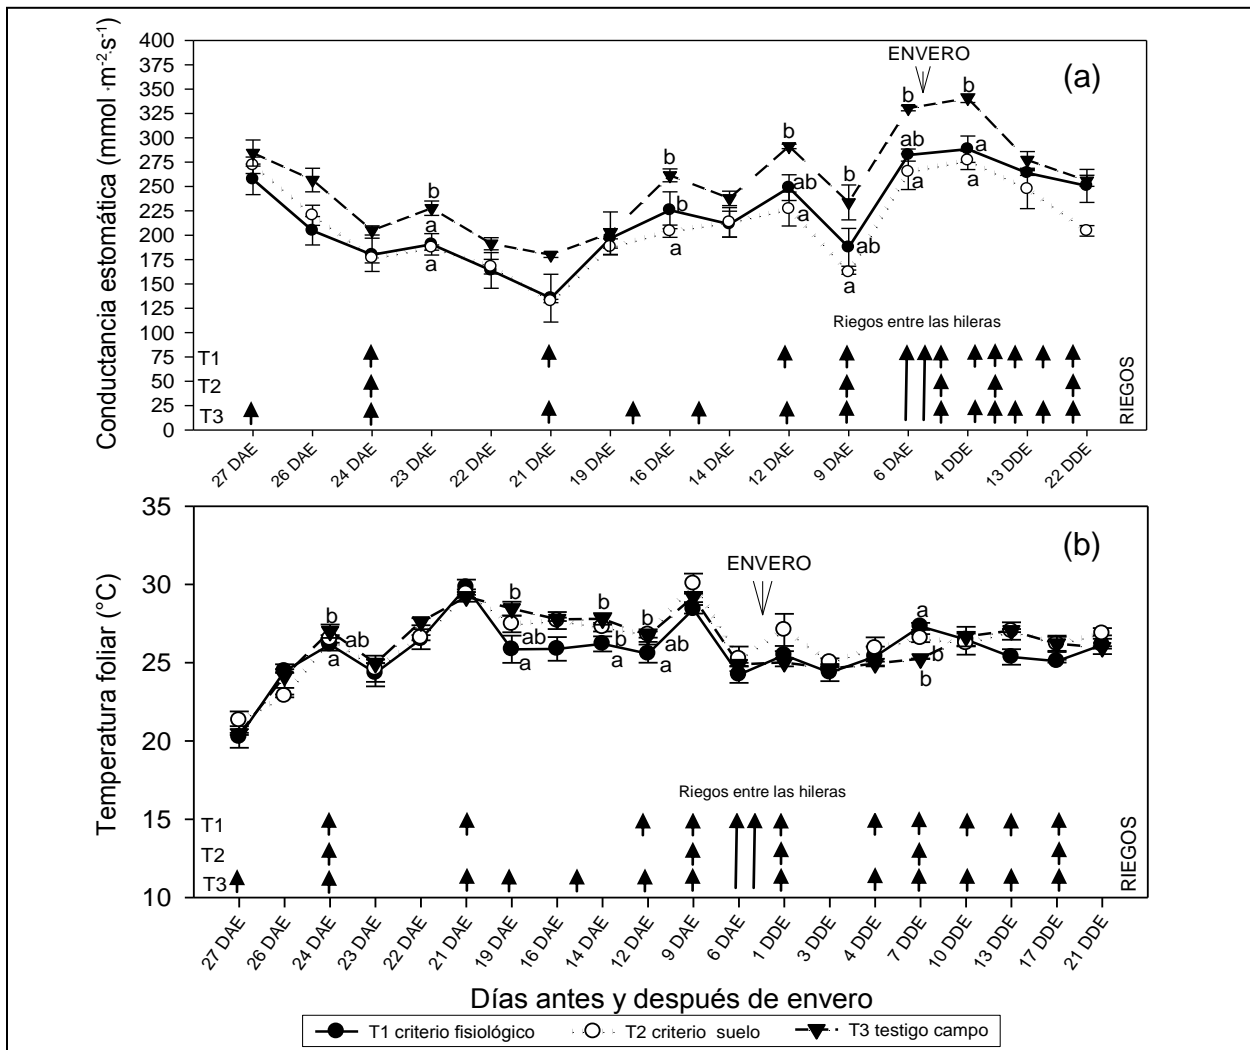 Conductancia estomática (mmol ·m-2·s-1)
400
375
350
325
300
275
250
225
200
175
150
125
100
75
50
25
0
ENVERO
(a)
b
a
a
b
b
a
b
ab
a
b
ab
a
b
ab
a
b
a
a
Riegos entre las hileras
T1
T2
T3
RIEGOS
27 DAE
26 DAE
24 DAE
23 DAE
22 DAE
21 DAE
19 DAE
16 DAE
14 DAE
12 DAE
9 DAE
6 DAE
4 DDE
13 DDE
22 DDE
Temperatura foliar (°C)
35
30
25
20
15
10
ENVERO
(b)
b
ab
a
b
ab
a
b
b
a
b
ab
a
a
b
b
Riegos entre las hileras
T1
T2
T3
RIEGOS
27 DAE
26 DAE
24 DAE
23 DAE
22 DAE
21 DAE
19 DAE
16 DAE
14 DAE
12 DAE
9 DAE
6 DAE
1 DDE
3 DDE
4 DDE
7 DDE
10 DDE
13 DDE
17 DDE
21 DDE
Días antes y después de envero
T1 criterio fisiológico
T2 criterio suelo
T3 testigo campo